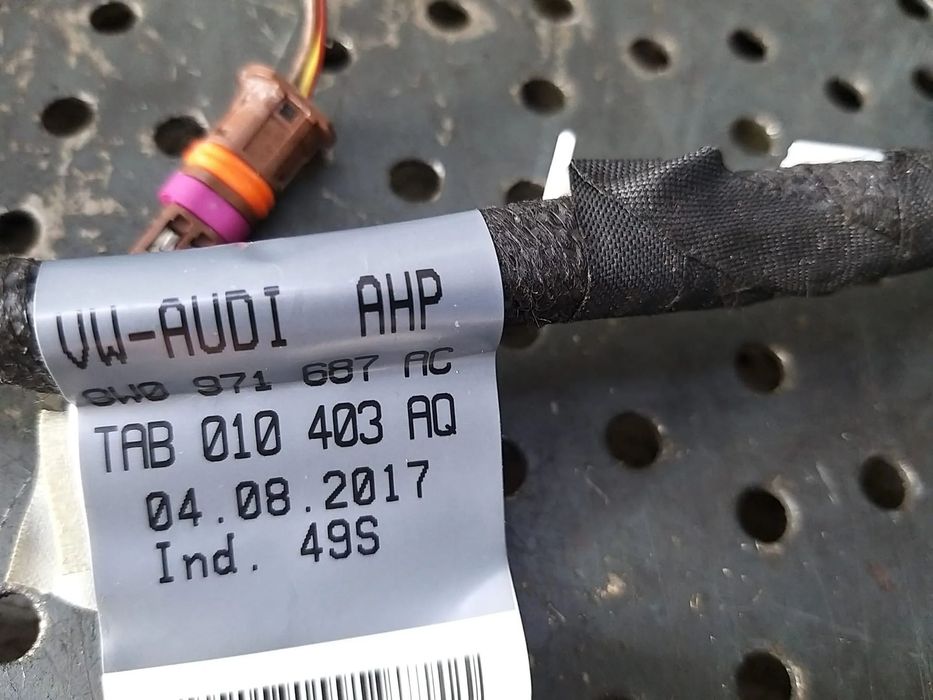 VW-AUDI AHP
8W0 971 687 AC
TAB 010 403 AQ
04.08.2017
Ind. 49S